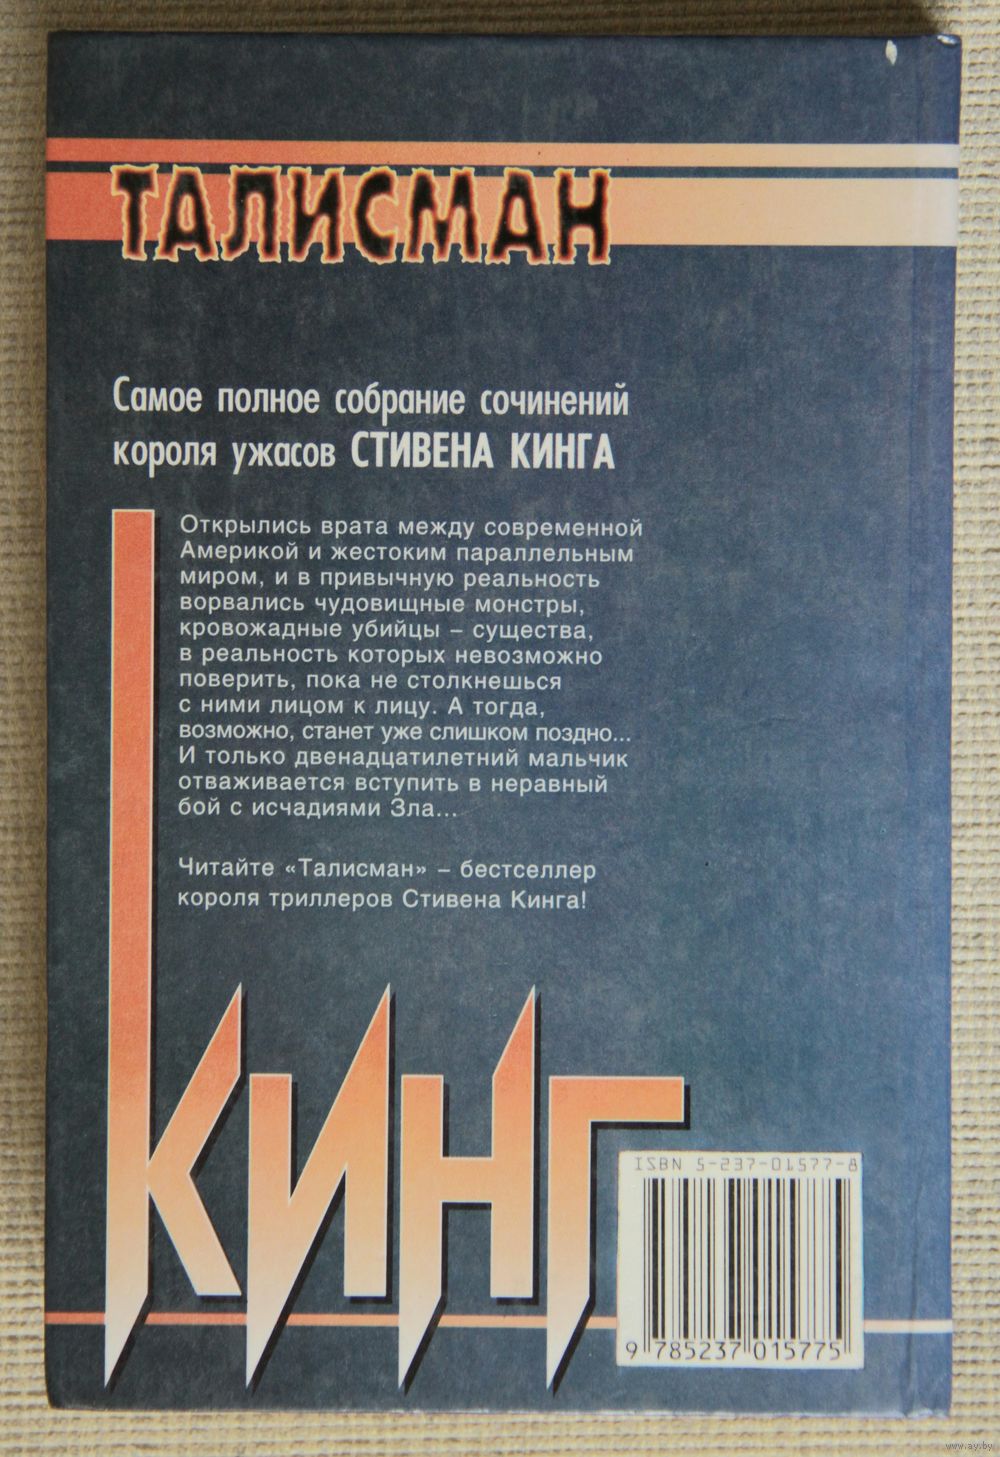 ТАЛИСМАН
Самое полное собрание сочинений
короля ужасов СТИВЕНА КИНГА
Открылись врата между современной
Америкой и жестоким параллельным
миром, и в привычную реальность
ворвались чудовищные монстры,
кровожадные убийцы – существа,
в реальность которых невозможно
поверить, пока не столкнешься
с ними лицом к лицу. А тогда,
возможно, станет уже слишком поздно...
И только двенадцатилетний мальчик
отваживается вступить в неравный
бой с исчадиями Зла...
Читайте «Талисман» – бестселлер
короля триллеров Стивена Кинга!
КИНГ
ISBN 5-237-01577-8
9 785237 015775
www.ay.by